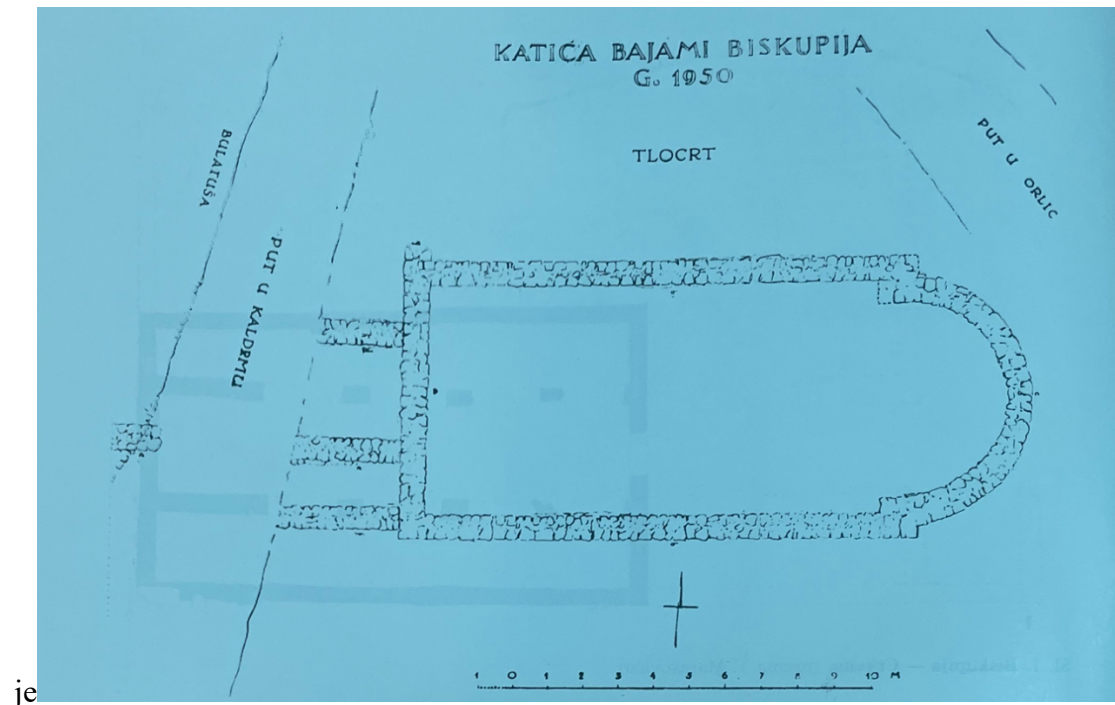 KATIĆA BAJAMI BISKUPIJA
G. 1950
TLOCRT
BULATUŠA
PUT U KALDRMU
PUT U ORLIC
1 0 1 2 3 4 5 6 7 8 9 10 M
je